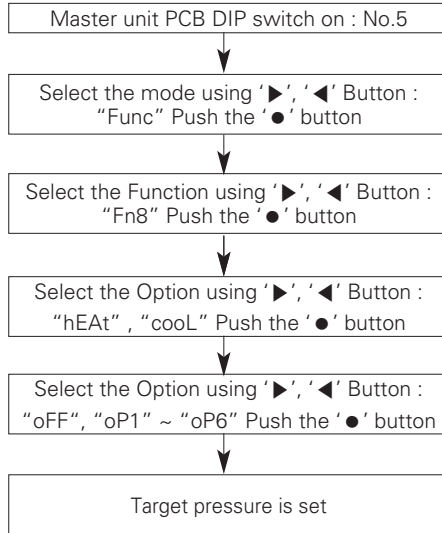 Master unit PCB DIP switch on : No.5
Select the mode using ‘▶’, ‘◀’ Button :
“Func” Push the ‘●’ button
Select the Function using ‘▶’, ‘◀’ Button :
“Fn8” Push the ‘●’ button
Select the Option using ‘▶’, ‘◀’ Button :
“hEAt” , “cooL” Push the ‘●’ button
Select the Option using ‘▶’, ‘◀’ Button :
“oFF“, “oP1” ~ “oP6” Push the ‘●’ button
Target pressure is set